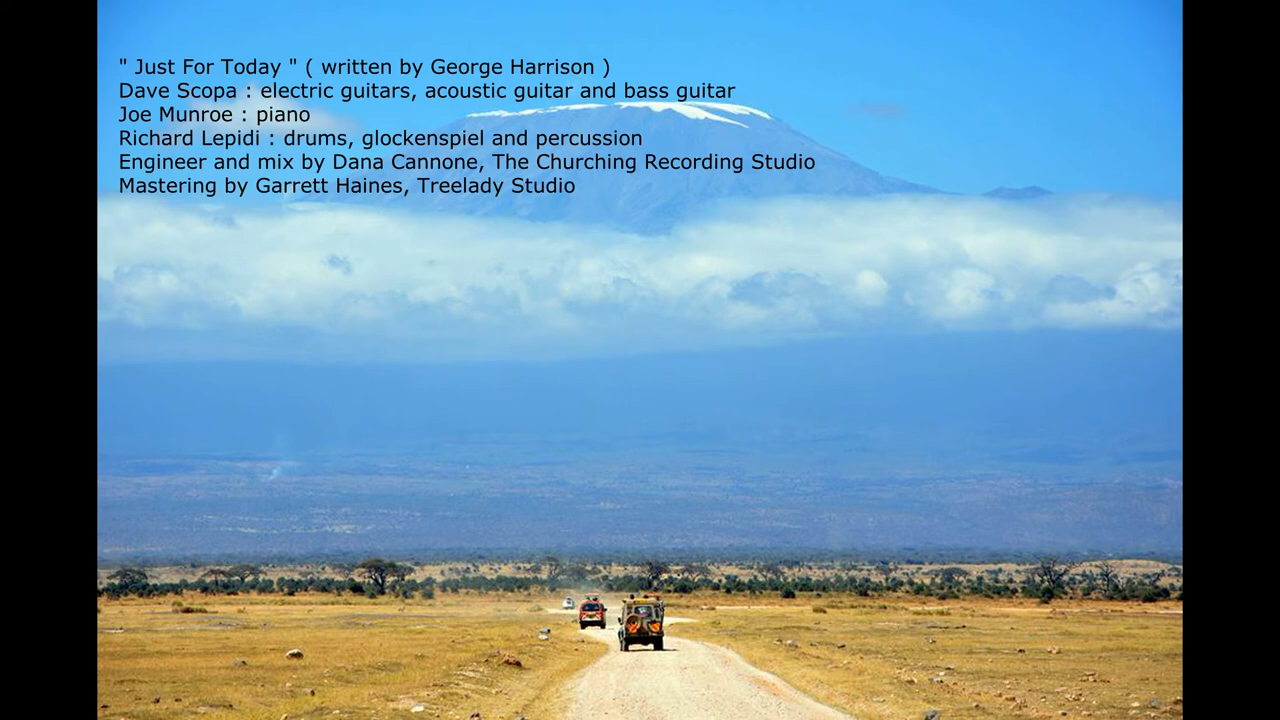 " Just For Today " ( written by George Harrison )
Dave Scopa : electric guitars, acoustic guitar and bass guitar
Joe Munroe : piano
Richard Lepidi : drums, glockenspiel and percussion
Engineer and mix by Dana Cannone, The Churching Recording Studio
Mastering by Garrett Haines, Treelady Studio